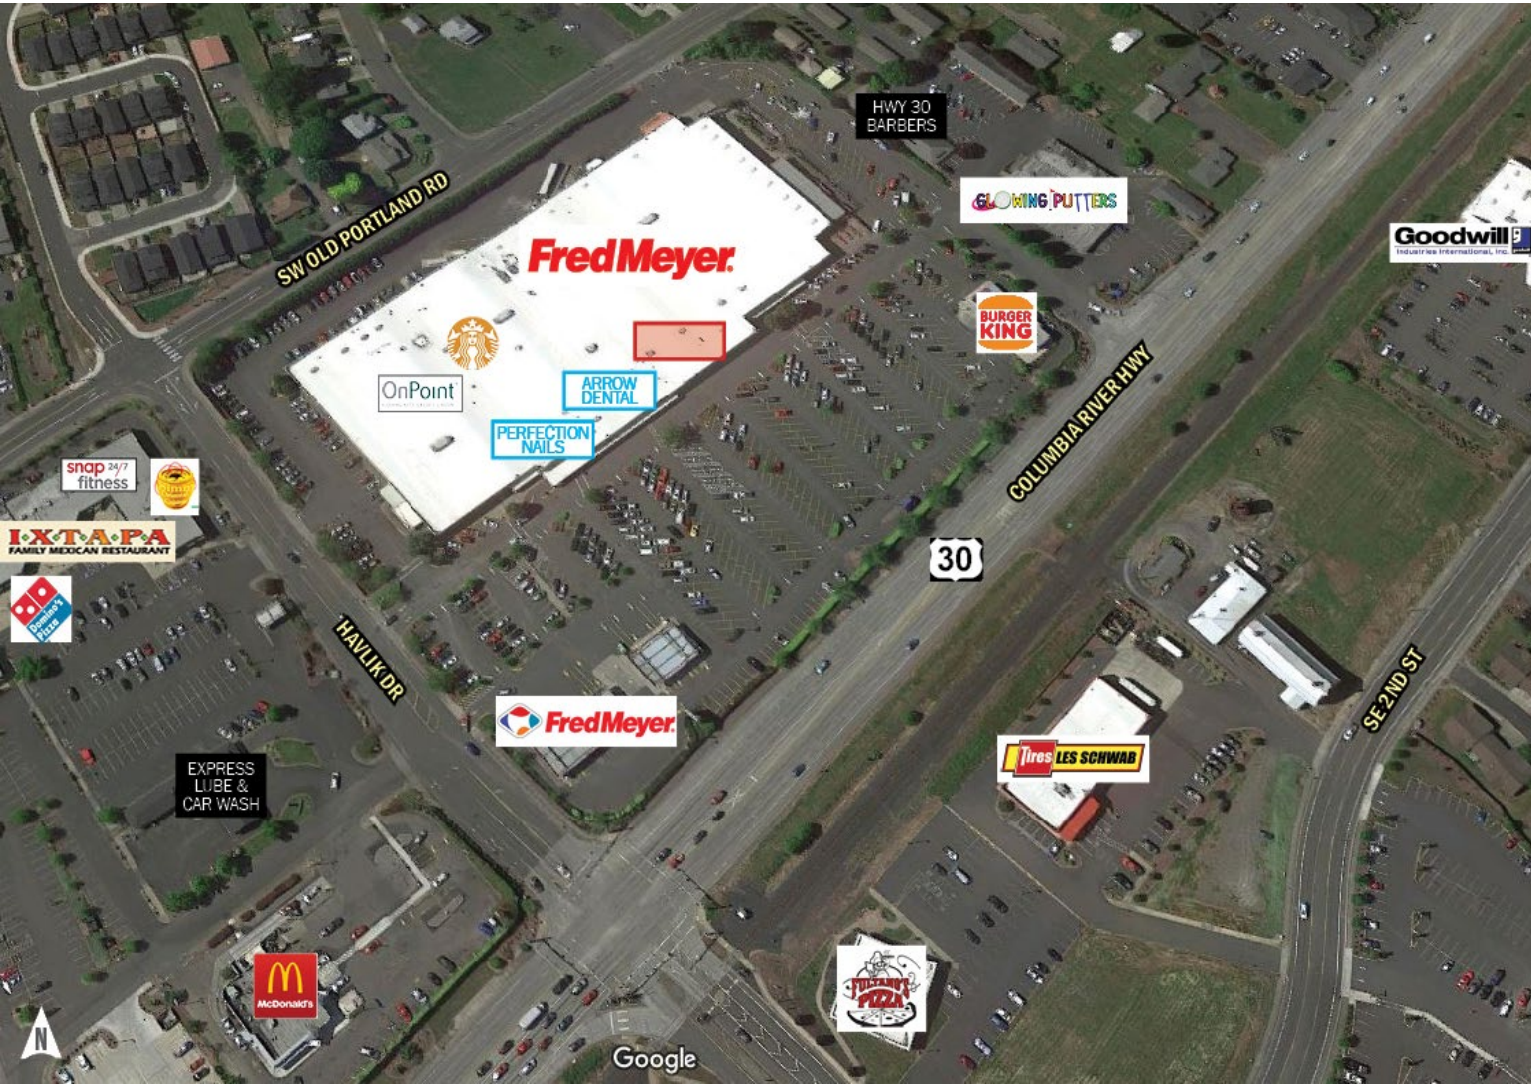 HWY 30
BARBERS
GLOWING PUTTERS
SW OLD PORTLAND RD
Goodwill
Industries International, Inc.
FredMeyer.
BURGER
KING
OnPoint
ARROW
DENTAL
PERFECTION
NAILS
COLUMBIA RIVER HWY
snap 24/7
fitness
IXTAPA
FAMILY MEXICAN RESTAURANT
30
Domino's
Pizza
HAVLIK DR
SE 2ND ST
FredMeyer.
Tires LES SCHWAB
EXPRESS
LUBE &
CAR WASH
McDonald's
FULTANO'S
PIZZA
N
Google